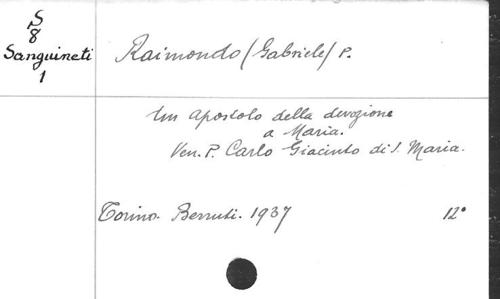 S
8
Sanguineti
1
Raimondo (Gabriele) P.
Un apostolo della devozione
a Maria.
Ven. P. Carlo Giacinto di S. Maria.
Torino. Berruti. 1937 12°